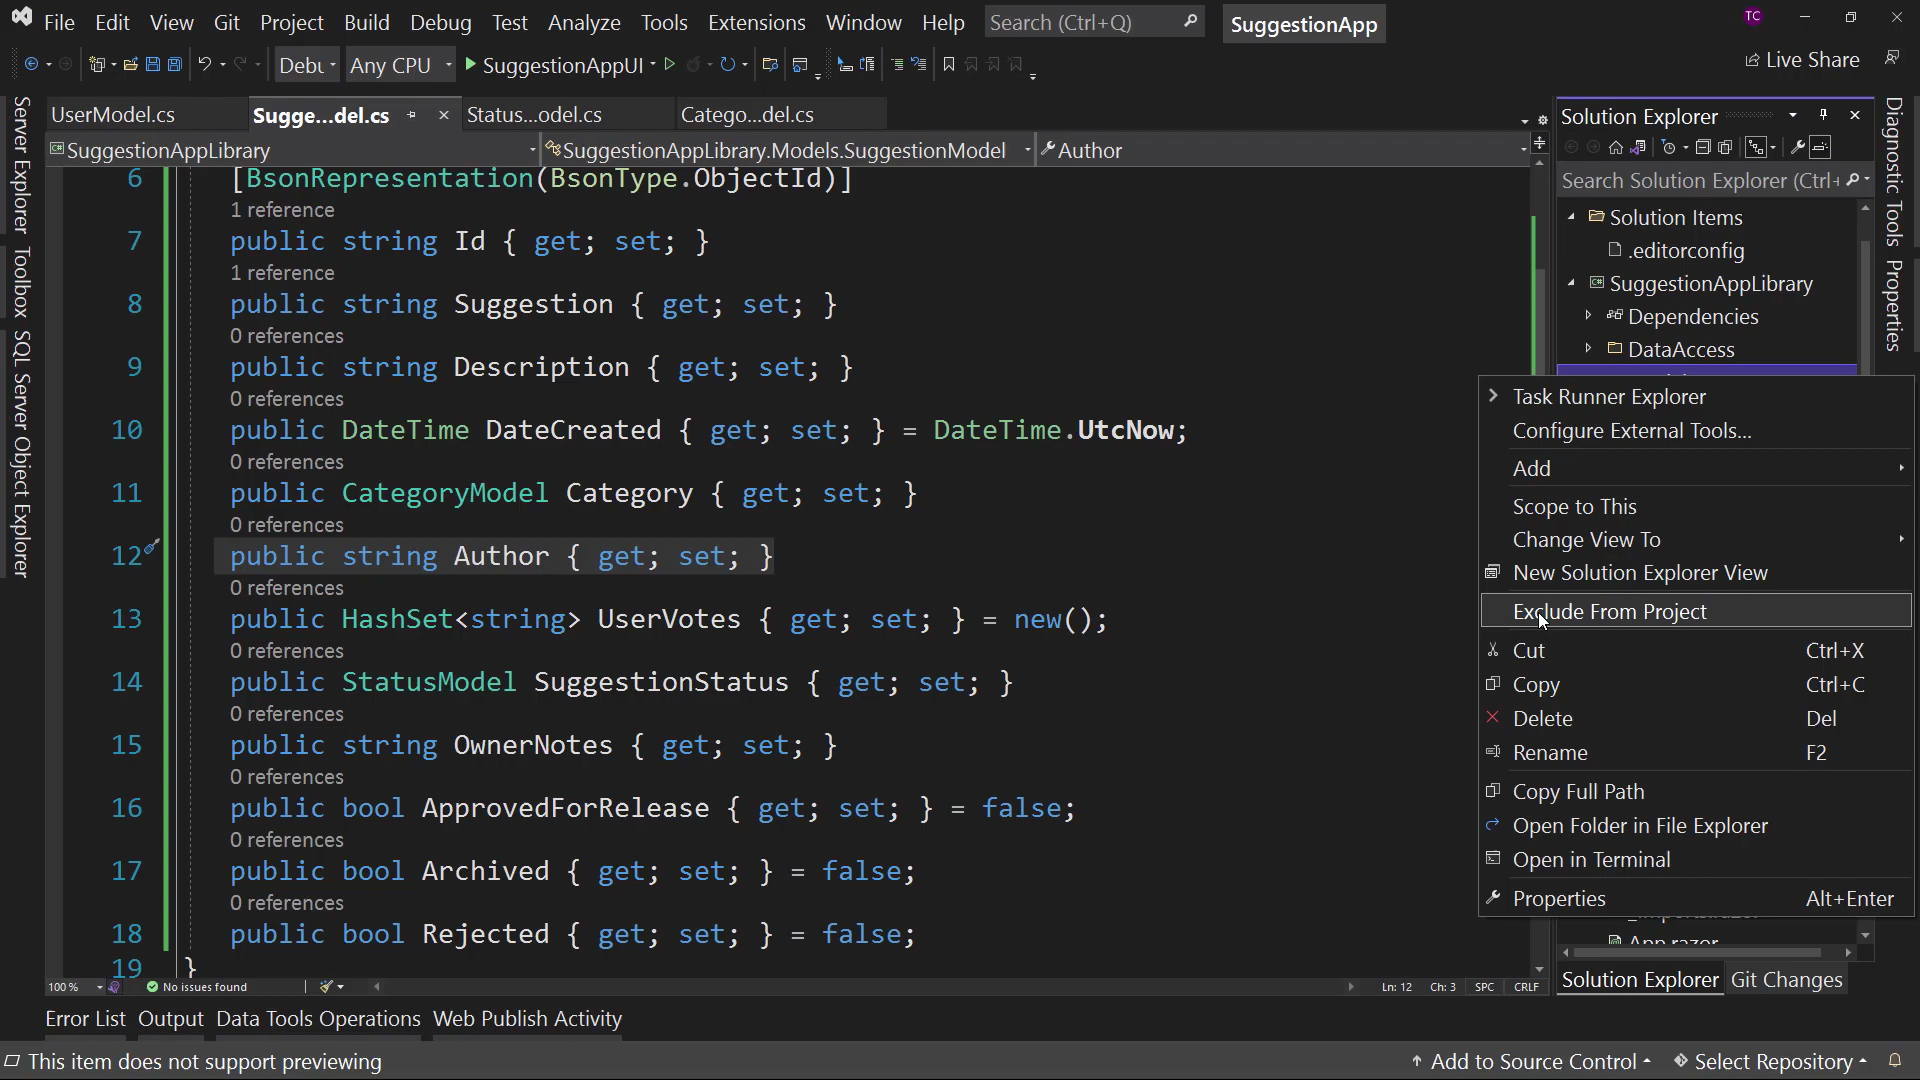 File Edit View Git Project Build Debug Test Analyze Tools Extensions Window Help Search (Ctrl+Q) SuggestionApp TC
Debu Any CPU SuggestionAppUI Live Share
UserModel.cs Sugge...del.cs Status...odel.cs Catego...del.cs
SuggestionAppLibrary SuggestionAppLibrary.Models.SuggestionModel Author
Server Explorer
Toolbox
SQL Server Object Explorer
6 [BsonRepresentation(BsonType.ObjectId)]
1 reference
7 public string Id { get; set; }
1 reference
8 public string Suggestion { get; set; }
0 references
9 public string Description { get; set; }
0 references
10 public DateTime DateCreated { get; set; } = DateTime.UtcNow;
0 references
11 public CategoryModel Category { get; set; }
0 references
12 public string Author { get; set; }
0 references
13 public HashSet<string> UserVotes { get; set; } = new();
0 references
14 public StatusModel SuggestionStatus { get; set; }
0 references
15 public string OwnerNotes { get; set; }
0 references
16 public bool ApprovedForRelease { get; set; } = false;
0 references
17 public bool Archived { get; set; } = false;
0 references
18 public bool Rejected { get; set; } = false;
19 }
100 % No issues found Ln: 12 Ch: 3 SPC CRLF
Solution Explorer
Search Solution Explorer (Ctrl+
Solution Items
.editorconfig
SuggestionAppLibrary
Dependencies
DataAccess
Task Runner Explorer
Configure External Tools...
Add
Scope to This
Change View To
New Solution Explorer View
Exclude From Project
Cut Ctrl+X
Copy Ctrl+C
Delete Del
Rename F2
Copy Full Path
Open Folder in File Explorer
Open in Terminal
Properties Alt+Enter
App.razor
Solution Explorer Git Changes
Diagnostic Tools
Properties
Error List Output Data Tools Operations Web Publish Activity
This item does not support previewing Add to Source Control Select Repository